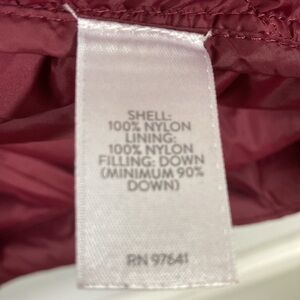 SHELL:
100% NYLON
LINING:
100% NYLON
FILLING: DOWN
(MINIMUM 90%
DOWN)
RN 97641